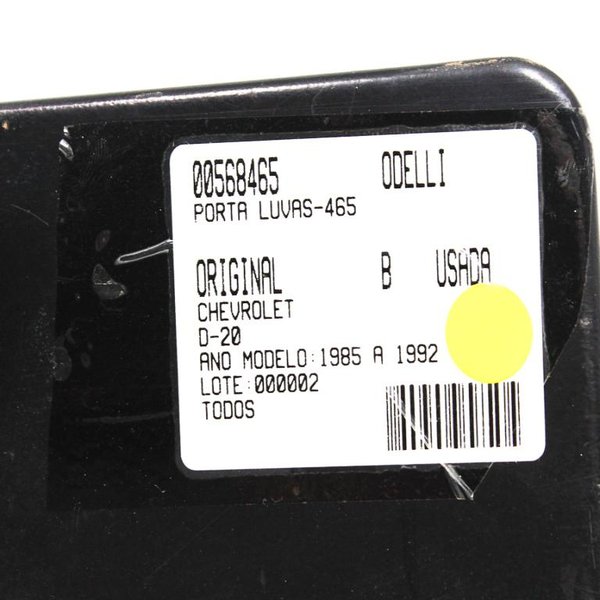 00568465 ODELLI
PORTA LUVAS-465
ORIGINAL B USADA
CHEVROLET
D-20
ANO MODELO:1985 A 1992
LOTE:000002
TODOS